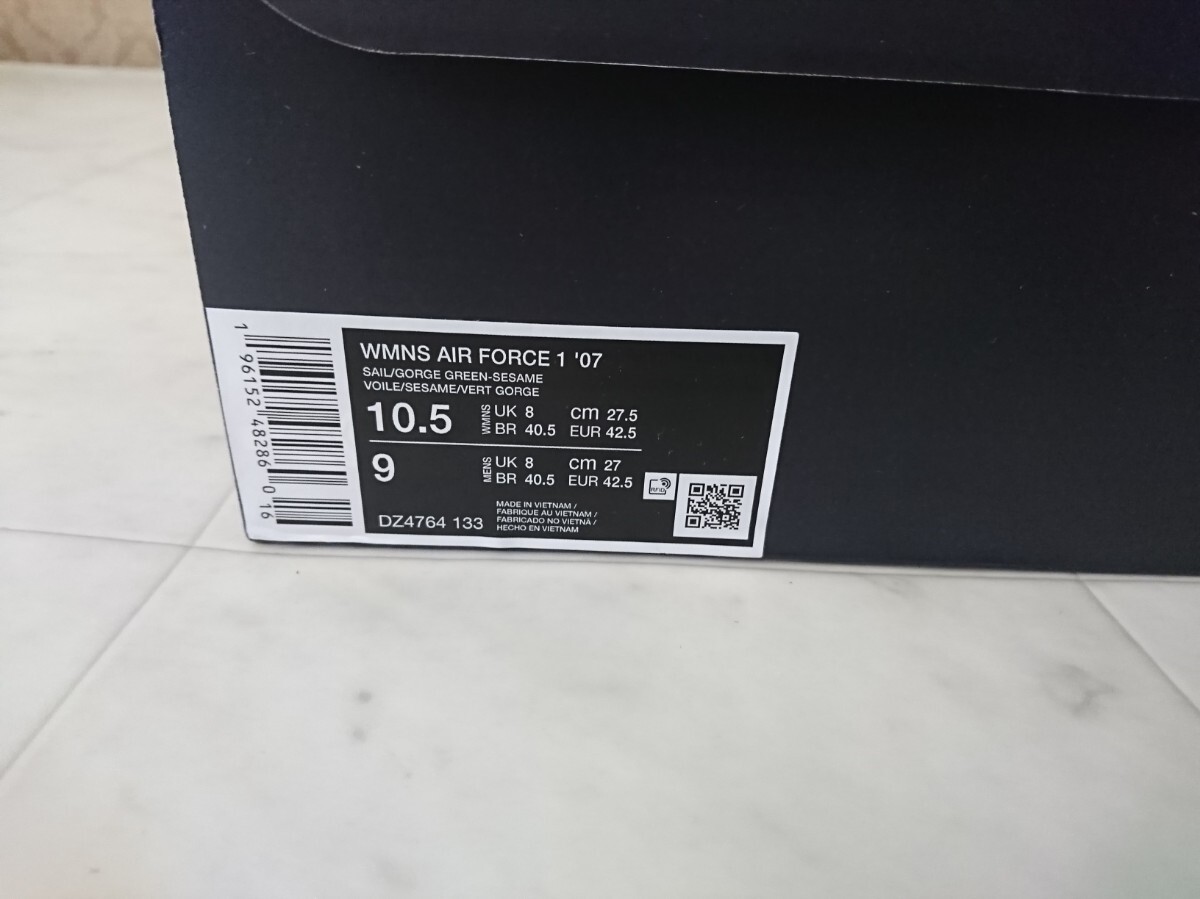 1 96152 48286 0 16
WMNS AIR FORCE 1 '07
SAIL/GORGE GREEN-SESAME
VOILE/SESAME/VERT GORGE
10.5 WMNS UK 8 cm 27.5
BR 40.5 EUR 42.5
9 MENS UK 8 cm 27
BR 40.5 EUR 42.5
RFID
DZ4764 133
MADE IN VIETNAM /
FABRIQUE AU VIETNAM /
FABRICADO NO VIETNÃ /
HECHO EN VIETNAM